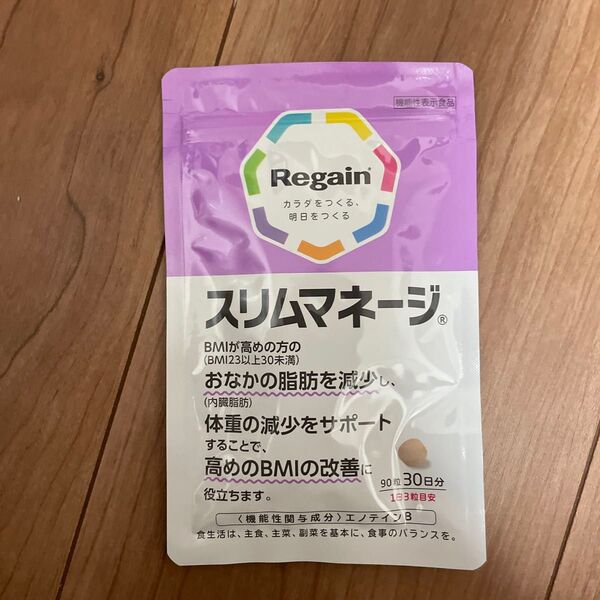 機能性表示食品
Regain®
カラダをつくる、
明日をつくる
スリムマネージ®
BMIが高めの方の
(BMI23以上30未満)
おなかの脂肪を減少し、
(内臓脂肪)
体重の減少をサポート
することで、
高めのBMIの改善に
役立ちます。
90粒30日分
1日3粒目安
〈機能性関与成分〉エノテインB
食生活は、主食、主菜、副菜を基本に、食事のバランスを。